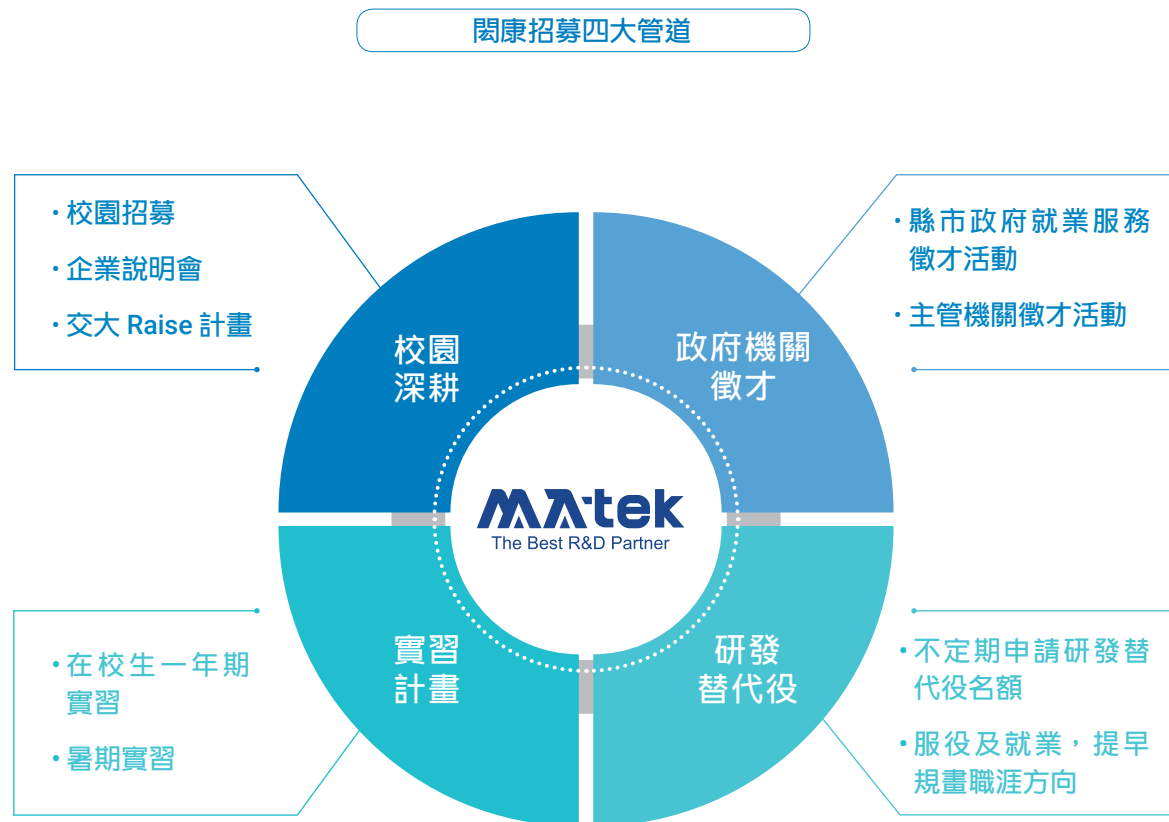 閎康招募四大管道
・校園招募
・企業說明會
・交大 Raise 計畫
校園
深耕
政府機關
徵才
・縣市政府就業服務
徵才活動
・主管機關徵才活動
MA-tek
The Best R&D Partner
・在校生一年期
實習
・暑期實習
實習
計畫
研發
替代役
・不定期申請研發替
代役名額
・服役及就業，提早
規畫職涯方向